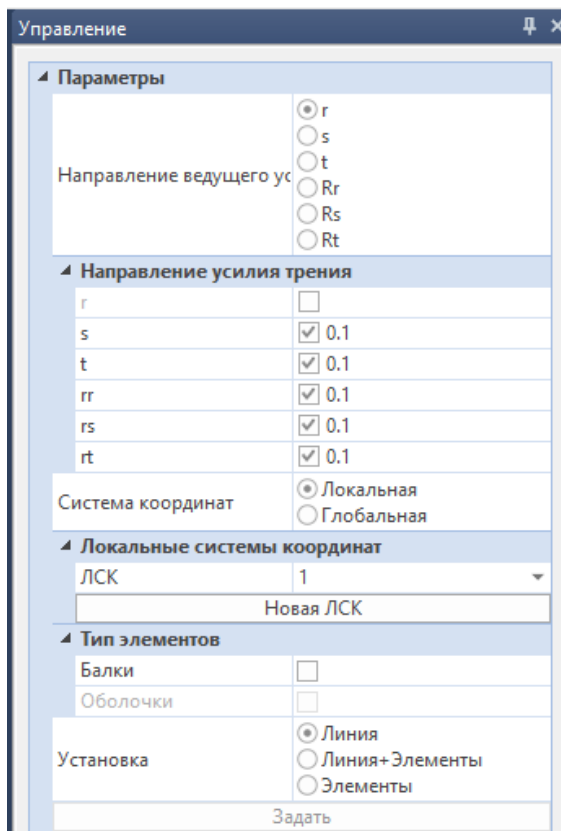 Управление
Параметры
r
s
Направление ведущего ус
t
Rr
Rs
Rt
Направление усилия трения
r
s 0.1
t 0.1
rr 0.1
rs 0.1
rt 0.1
Система координат
Локальная
Глобальная
Локальные системы координат
ЛСК 1
Новая ЛСК
Тип элементов
Балки
Оболочки
Установка
Линия
Линия+Элементы
Элементы
Задать